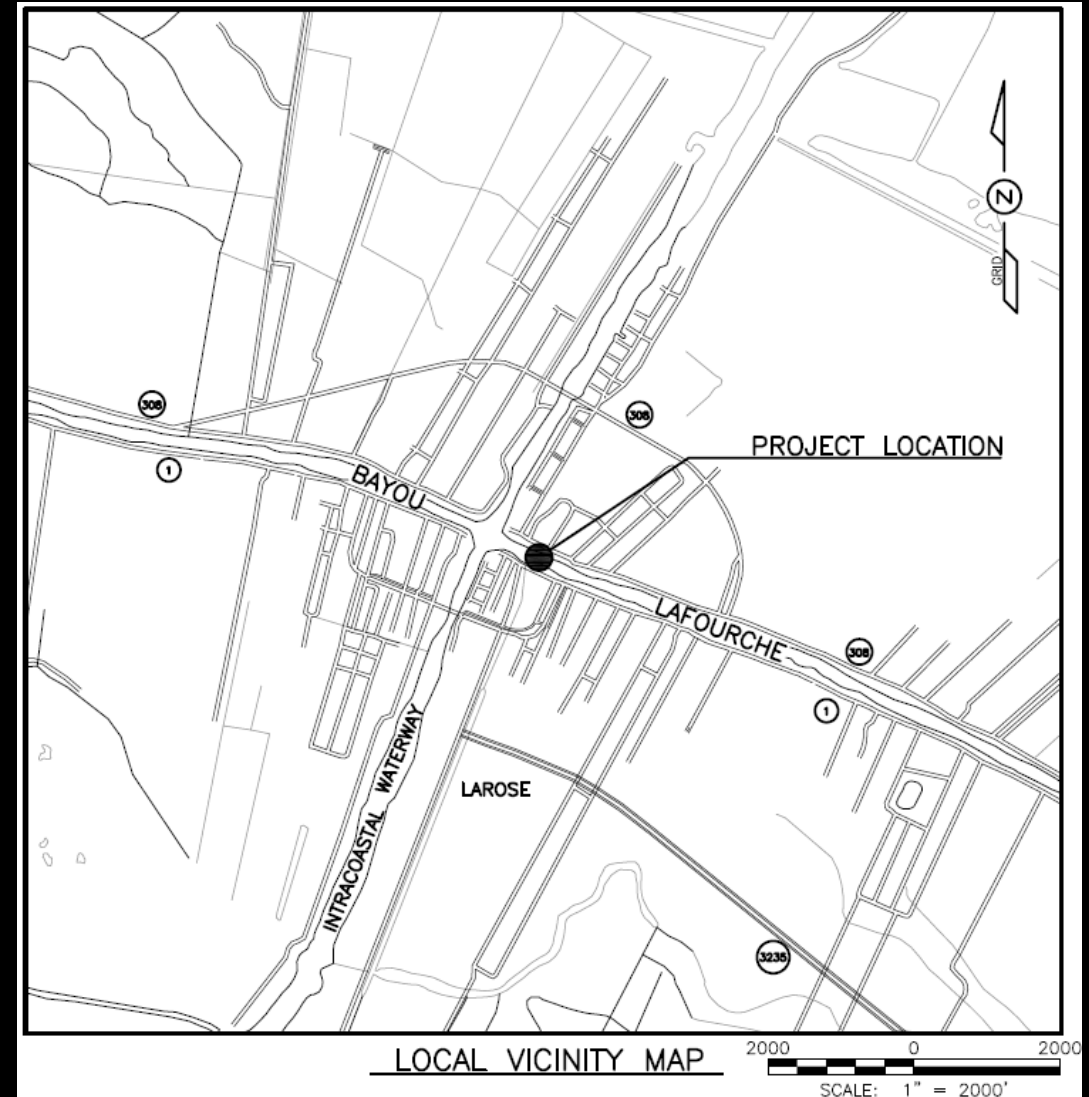 GRID
N
308
308
1
PROJECT LOCATION
BAYOU
LAFOURCHE
308
1
INTRACOASTAL WATERWAY
LAROSE
3235
LOCAL VICINITY MAP
2000 0 2000
SCALE: 1" = 2000'